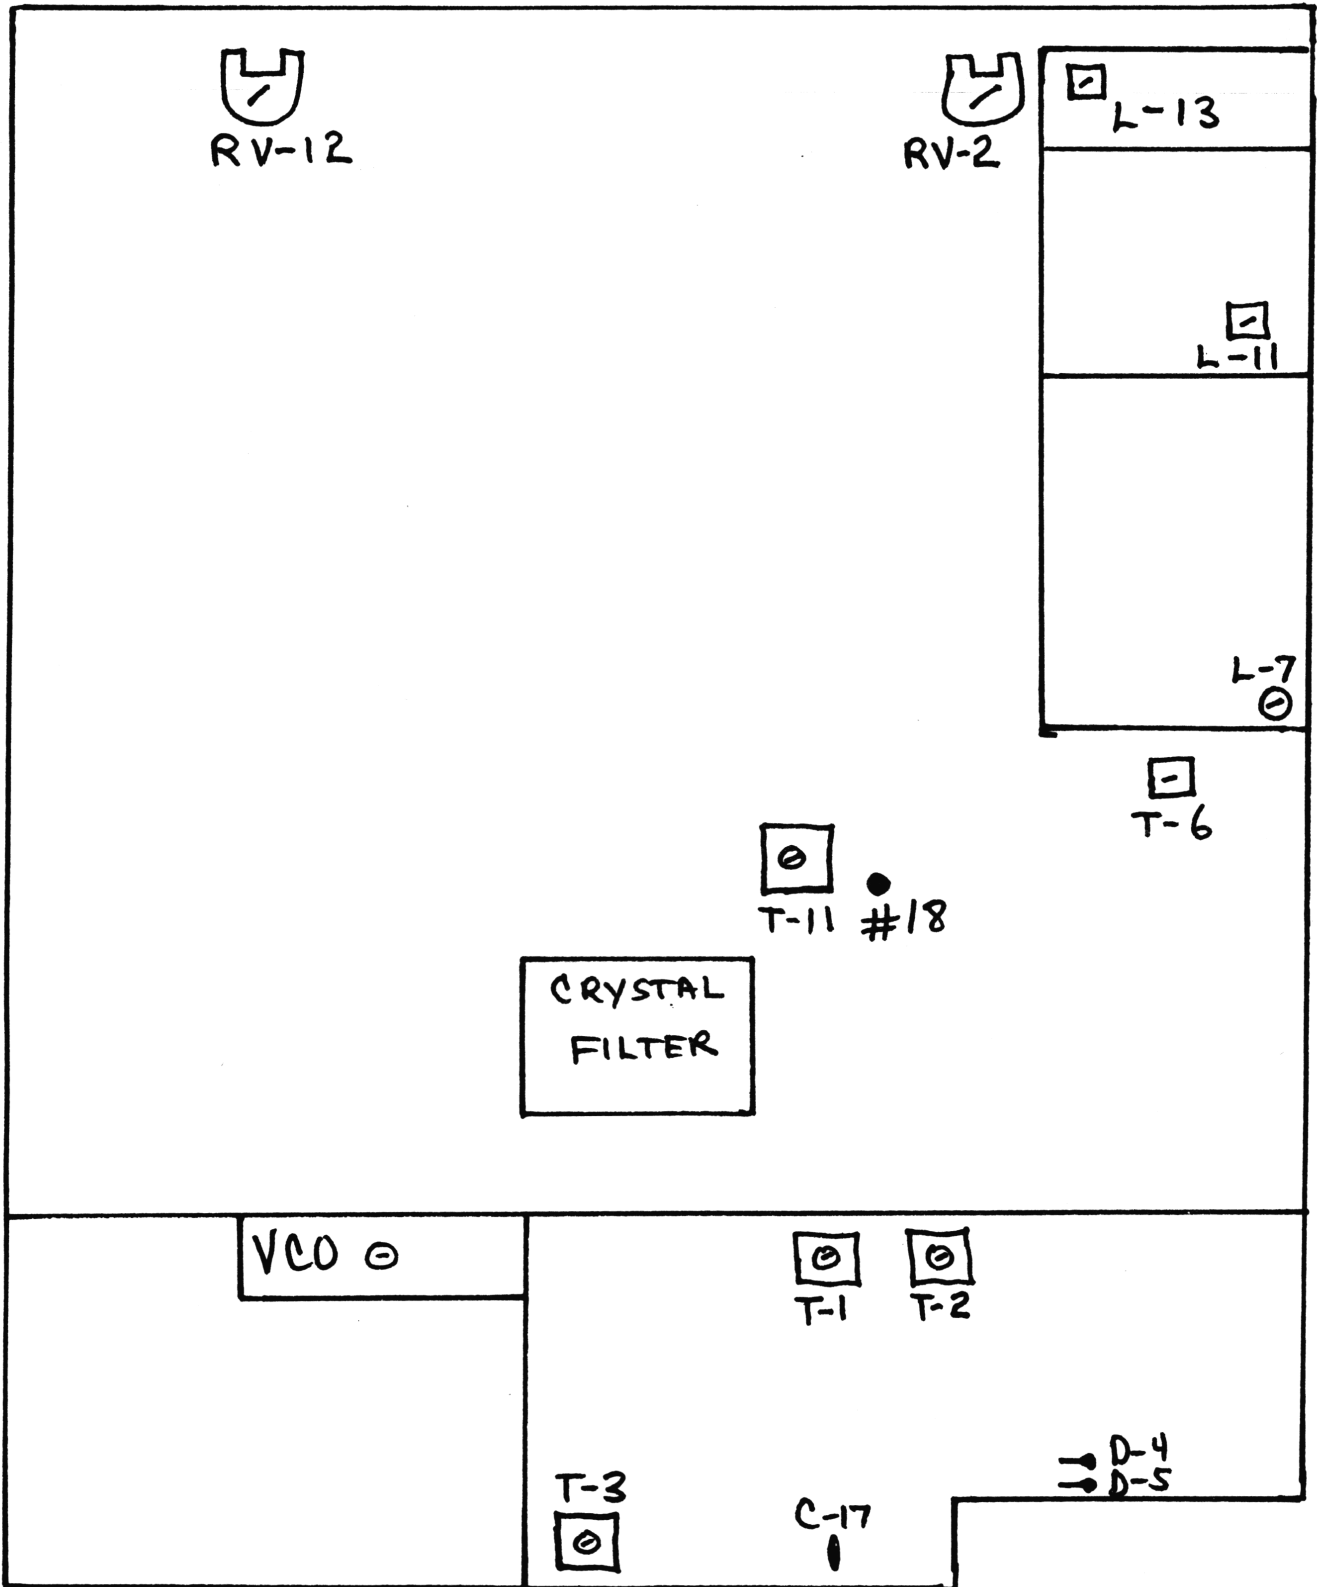 RV-12
RV-2
L-13
L-11
L-7
T-6
T-11
#18
CRYSTAL
FILTER
VCO
T-1
T-2
D-4
D-5
T-3
C-17